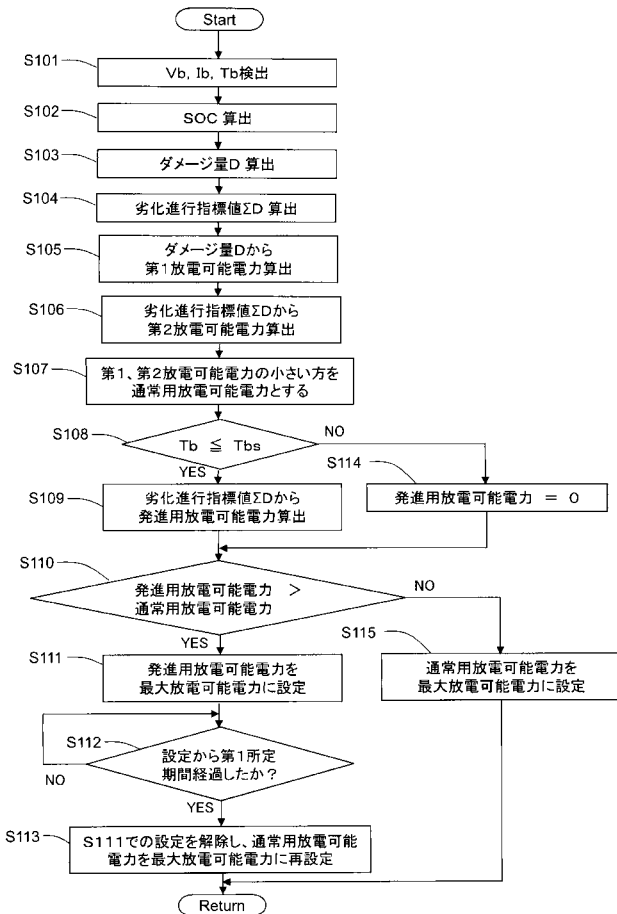 Start
S101
Vb, Ib, Tb検出
S102
SOC 算出
S103
ダメージ量D 算出
S104
劣化進行指標値ΣD 算出
S105
ダメージ量Dから
第1放電可能電力算出
S106
劣化進行指標値ΣDから
第2放電可能電力算出
S107
第1、第2放電可能電力の小さい方を
通常用放電可能電力とする
S108
Tb ≦ Tbs
NO
YES
S114
発進用放電可能電力 = 0
S109
劣化進行指標値ΣDから
発進用放電可能電力算出
S110
発進用放電可能電力 >
通常用放電可能電力
NO
YES
S115
通常用放電可能電力を
最大放電可能電力に設定
S111
発進用放電可能電力を
最大放電可能電力に設定
S112
設定から第1所定
期間経過したか?
NO
YES
S113
S111での設定を解除し、通常用放電可能
電力を最大放電可能電力に再設定
Return